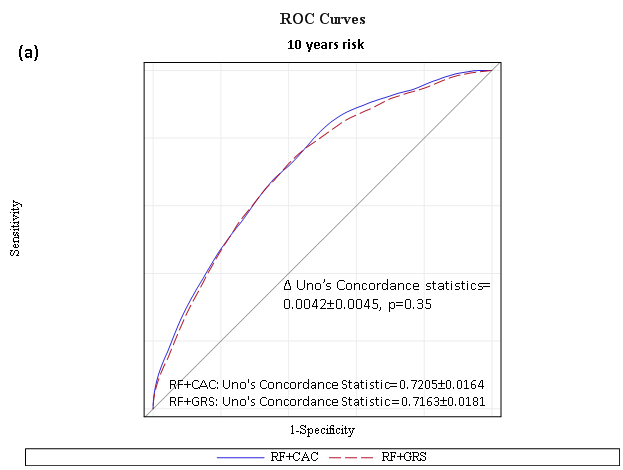 ROC Curves
10 years risk
(a)
Sensitivity
Δ Uno's Concordance statistics=
0.0042±0.0045, p=0.35
RF+CAC: Uno's Concordance Statistic=0.7205±0.0164
RF+GRS: Uno's Concordance Statistic=0.7163±0.0181
1-Specificity
RF+CAC RF+GRS